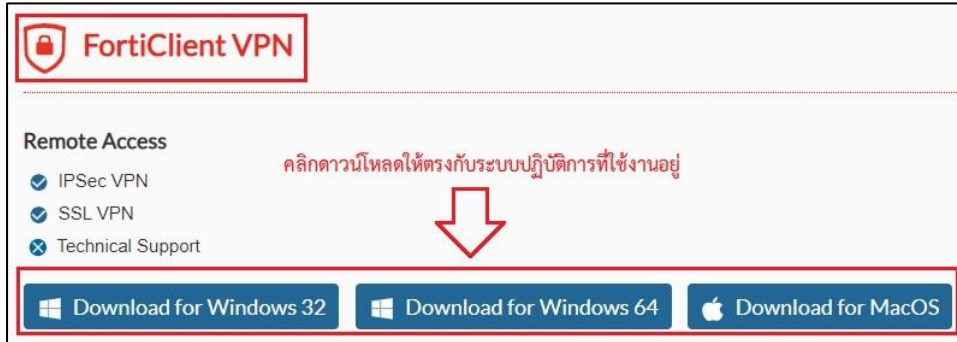 FortiClient VPN
Remote Access
คลิกดาวน์โหลดให้ตรงกับระบบปฏิบัติการที่ใช้งานอยู่
IPSec VPN
SSL VPN
Technical Support
Download for Windows 32 Download for Windows 64 Download for MacOS